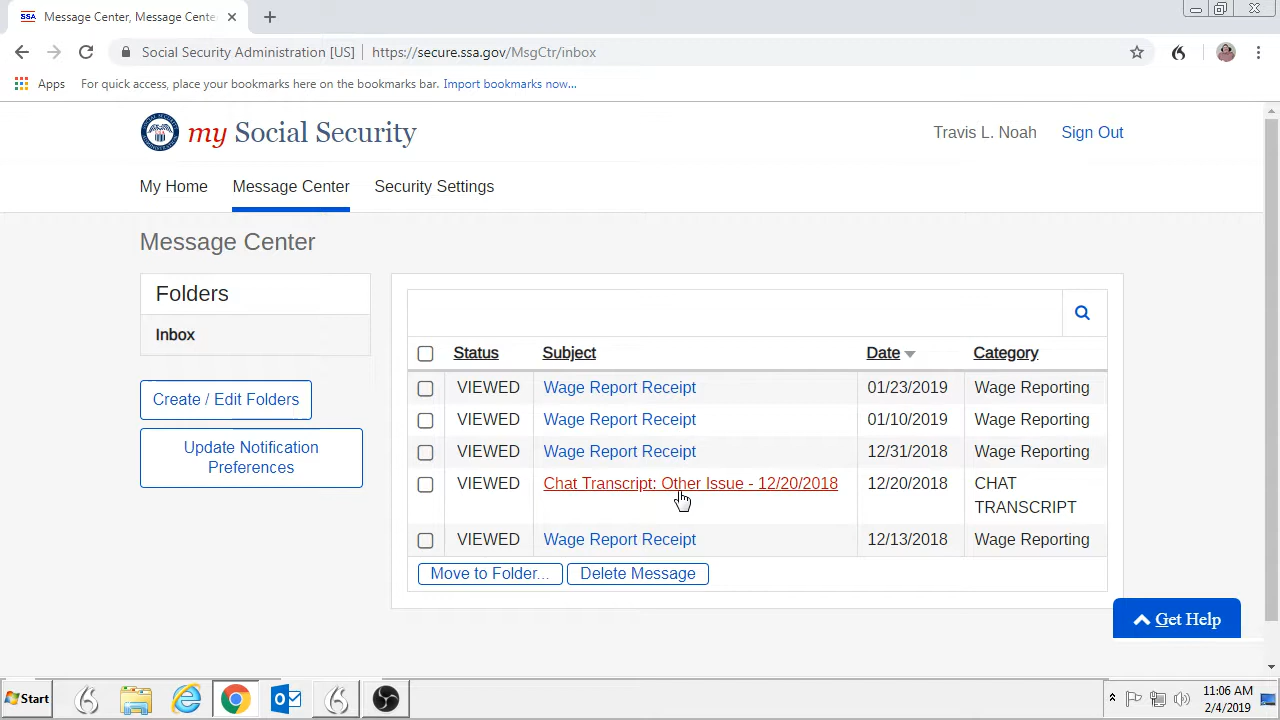 SSA Message Center, Message Cente
Social Security Administration [US] https://secure.ssa.gov/MsgCtr/inbox
Apps For quick access, place your bookmarks here on the bookmarks bar. Import bookmarks now...
my Social Security
Travis L. Noah Sign Out
My Home Message Center Security Settings
Message Center
Folders
Inbox
Create / Edit Folders
Update Notification
Preferences
Status Subject Date Category
VIEWED Wage Report Receipt 01/23/2019 Wage Reporting
VIEWED Wage Report Receipt 01/10/2019 Wage Reporting
VIEWED Wage Report Receipt 12/31/2018 Wage Reporting
VIEWED Chat Transcript: Other Issue - 12/20/2018 12/20/2018 CHAT
TRANSCRIPT
VIEWED Wage Report Receipt 12/13/2018 Wage Reporting
Move to Folder... Delete Message
Get Help
Start
11:06 AM
2/4/2019